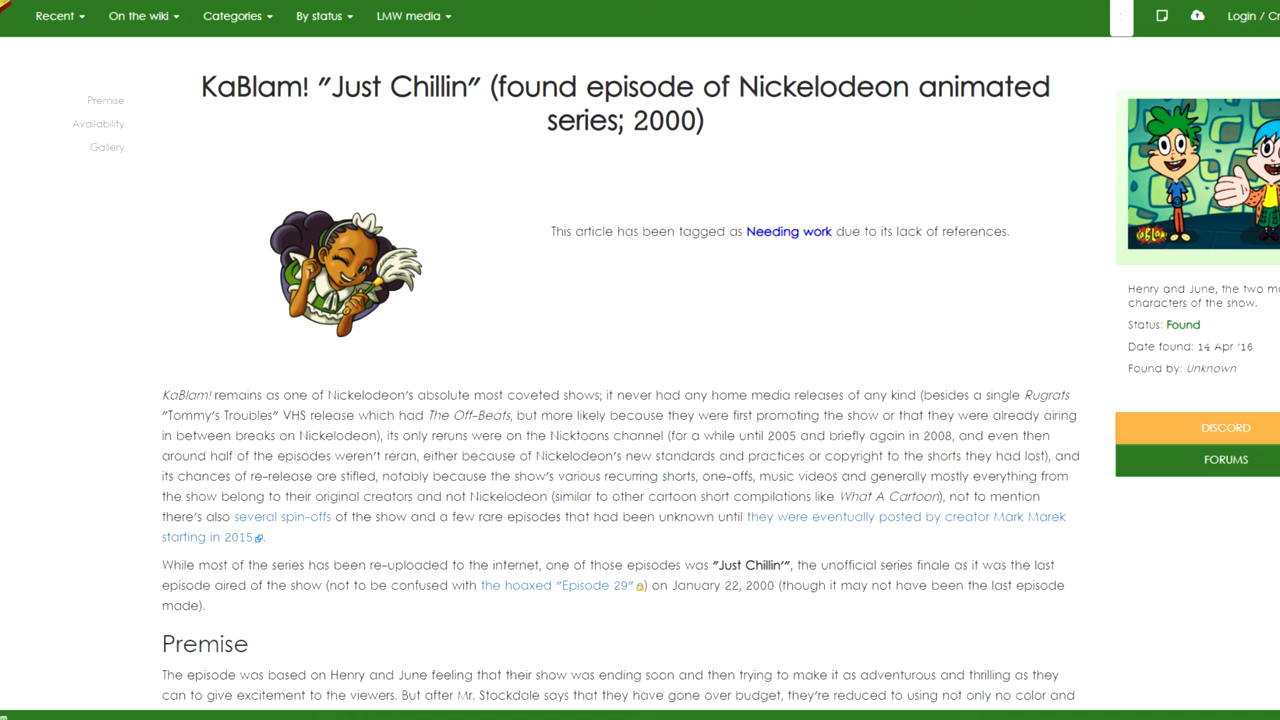 Recent On the wiki Categories By status LMW media Login / Cr
KaBlam! "Just Chillin" (found episode of Nickelodeon animated
series; 2000)
Premise
Availability
Gallery
This article has been tagged as Needing work due to its lack of references.
Henry and June, the two ma
characters of the show.
Status: Found
Date found: 14 Apr '16
Found by: Unknown
DISCORD
FORUMS
KaBlam! remains as one of Nickelodeon's absolute most coveted shows; it never had any home media releases of any kind (besides a single Rugrats
"Tommy's Troubles" VHS release which had The Off-Beats, but more likely because they were first promoting the show or that they were already airing
in between breaks on Nickelodeon), its only reruns were on the Nicktoons channel (for a while until 2005 and briefly again in 2008, and even then
around half of the episodes weren't reran, either because of Nickelodeon's new standards and practices or copyright to the shorts they had lost), and
its chances of re-release are stifled, notably because the show's various recurring shorts, one-offs, music videos and generally mostly everything from
the show belong to their original creators and not Nickelodeon (similar to other cartoon short compilations like What A Cartoon), not to mention
there's also several spin-offs of the show and a few rare episodes that had been unknown until they were eventually posted by creator Mark Marek
starting in 2015.
While most of the series has been re-uploaded to the internet, one of those episodes was "Just Chillin'", the unofficial series finale as it was the last
episode aired of the show (not to be confused with the hoaxed "Episode 29") on January 22, 2000 (though it may not have been the last episode
made).
Premise
The episode was based on Henry and June feeling that their show was ending soon and then trying to make it as adventurous and thrilling as they
can to give excitement to the viewers. But after Mr. Stockdale says that they have gone over budget, they're reduced to using not only no color and